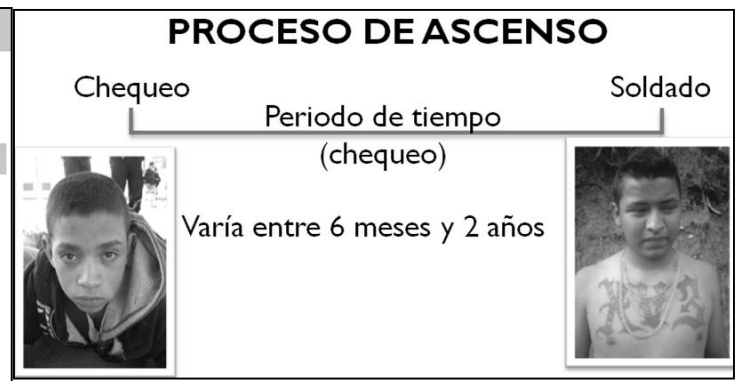 PROCESO DE ASCENSO
Chequeo
Soldado
Periodo de tiempo
(chequeo)
Varía entre 6 meses y 2 años